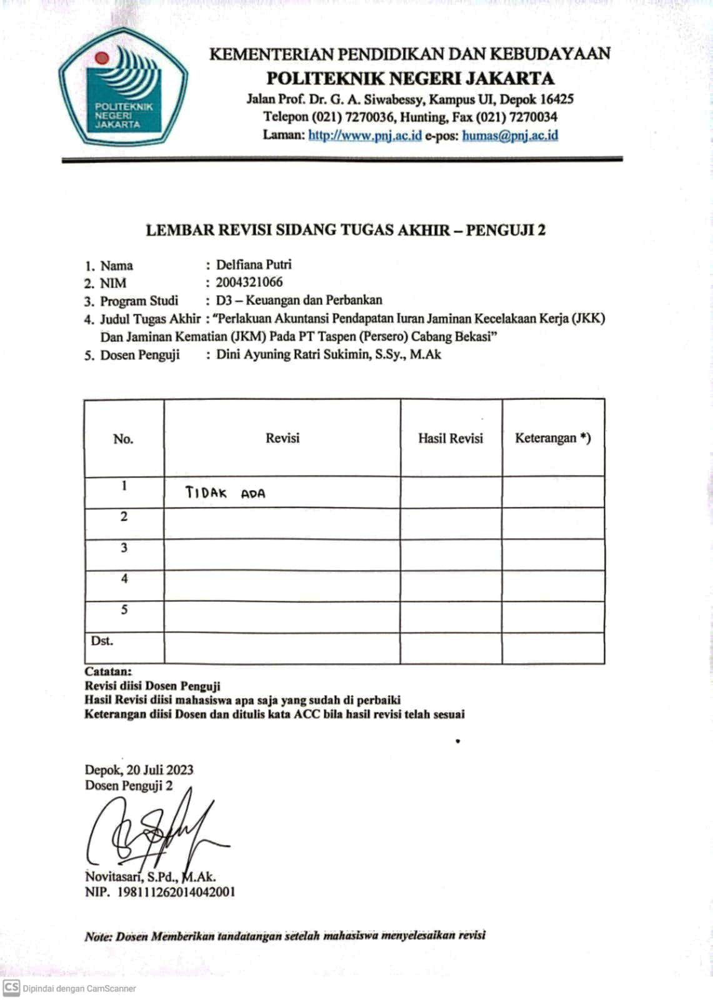 POLITEKNIK
NEGERI
JAKARTA
KEMENTERIAN PENDIDIKAN DAN KEBUDAYAAN
POLITEKNIK NEGERI JAKARTA
Jalan Prof. Dr. G. A. Siwabessy, Kampus UI, Depok 16425
Telepon (021) 7270036, Hunting, Fax (021) 7270034
Laman: http://www.pnj.ac.id e-pos: humas@pnj.ac.id
LEMBAR REVISI SIDANG TUGAS AKHIR – PENGUJI 2
1. Nama : Delfiana Putri
2. NIM : 2004321066
3. Program Studi : D3 – Keuangan dan Perbankan
4. Judul Tugas Akhir : “Perlakuan Akuntansi Pendapatan Iuran Jaminan Kecelakaan Kerja (JKK)
Dan Jaminan Kematian (JKM) Pada PT Taspen (Persero) Cabang Bekasi”
5. Dosen Penguji : Dini Ayuning Ratri Sukimin, S.Sy., M.Ak
No. Revisi Hasil Revisi Keterangan *)
1 TIDAK ADA
2
3
4
5
Dst.
Catatan:
Revisi diisi Dosen Penguji
Hasil Revisi diisi mahasiswa apa saja yang sudah di perbaiki
Keterangan diisi Dosen dan ditulis kata ACC bila hasil revisi telah sesuai
Depok, 20 Juli 2023
Dosen Penguji 2
Novitasari, S.Pd., M.Ak.
NIP. 198111262014042001
Note: Dosen Memberikan tandatangan setelah mahasiswa menyelesaikan revisi
CS Dipindai dengan CamScanner